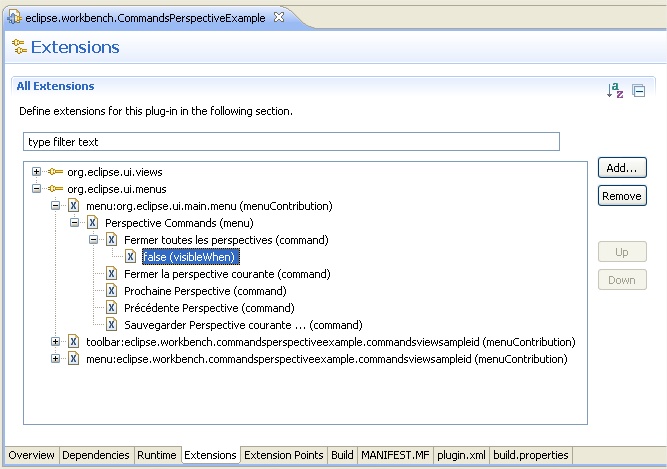 eclipse.workbench.CommandsPerspectiveExample
Extensions
All Extensions
Define extensions for this plug-in in the following section.
type filter text
org.eclipse.ui.views
org.eclipse.ui.menus
menu:org.eclipse.ui.main.menu (menuContribution)
Perspective Commands (menu)
Fermer toutes les perspectives (command)
false (visibleWhen)
Fermer la perspective courante (command)
Prochaine Perspective (command)
Précédente Perspective (command)
Sauvegarder Perspective courante ... (command)
toolbar:eclipse.workbench.commandsperspectiveexample.commandsviewsampleid (menuContribution)
menu:eclipse.workbench.commandsperspectiveexample.commandsviewsampleid (menuContribution)
Add...
Remove
Up
Down
Overview Dependencies Runtime Extensions Extension Points Build MANIFEST.MF plugin.xml build.properties